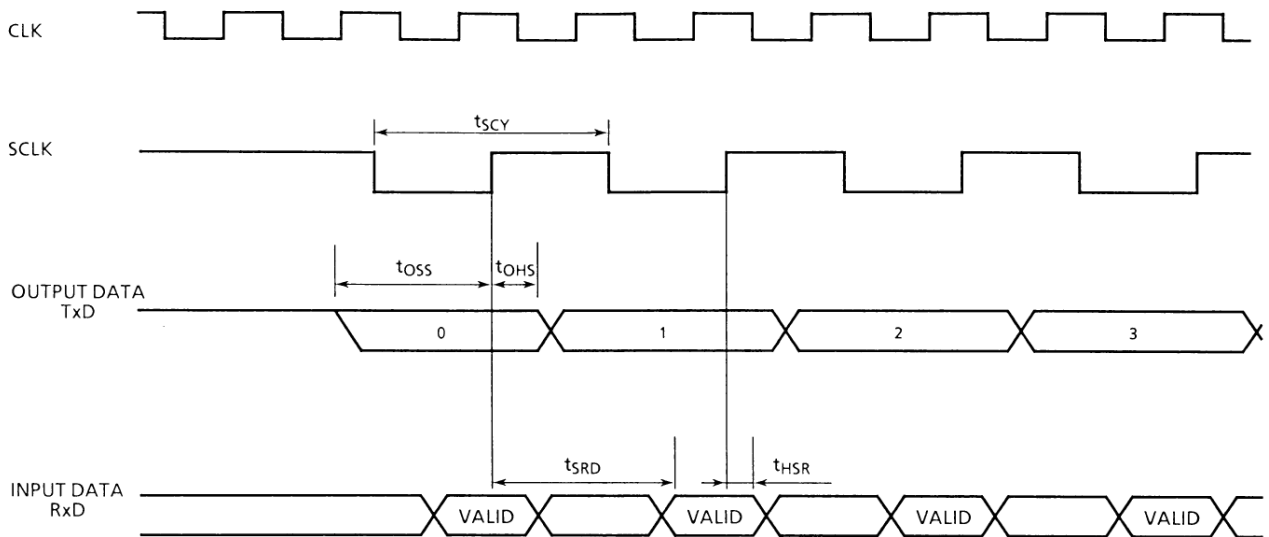 CLK
tSCY
SCLK
tOSS
tOHS
OUTPUT DATA
TxD
0
1
2
3
tSRD
tHSR
INPUT DATA
RxD
VALID
VALID
VALID
VALID